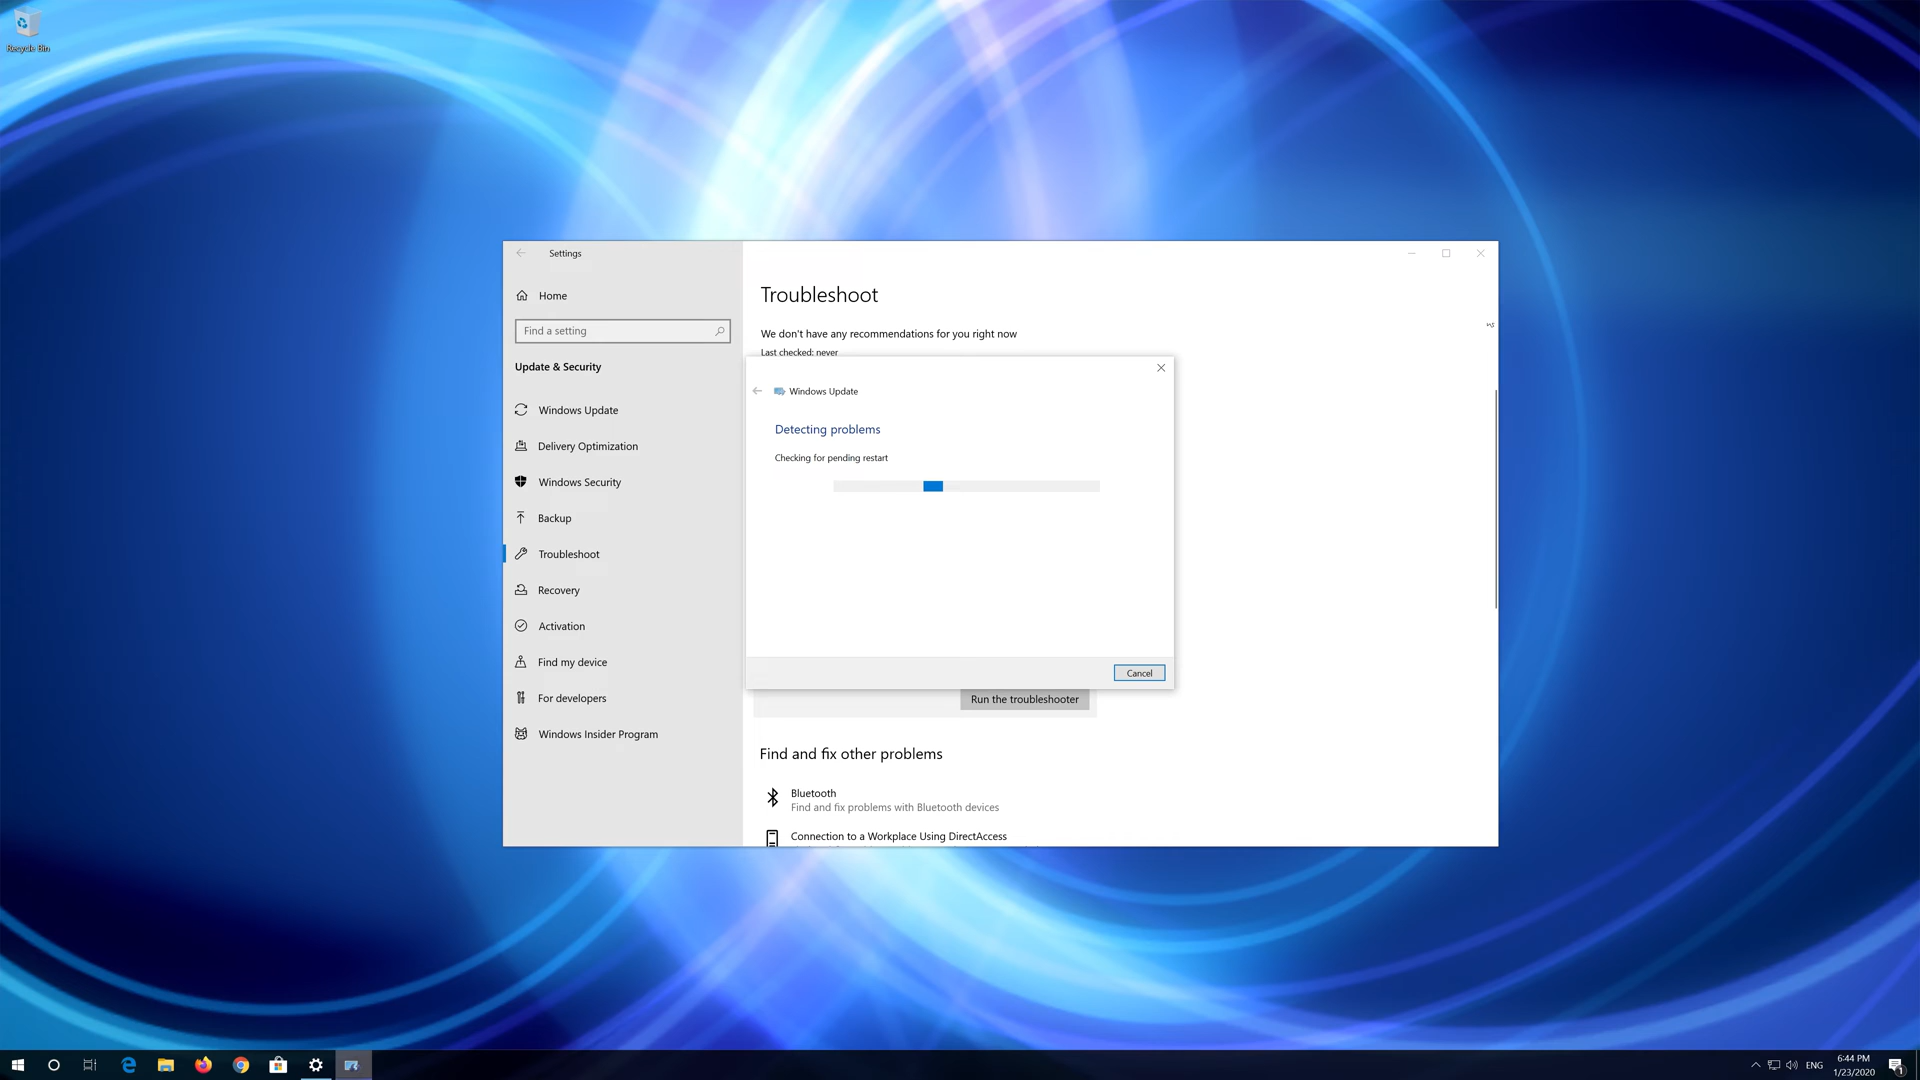 Recycle Bin
Settings
Home
Find a setting
Update & Security
Windows Update
Delivery Optimization
Windows Security
Backup
Troubleshoot
Recovery
Activation
Find my device
For developers
Windows Insider Program
Troubleshoot
We don't have any recommendations for you right now
Last checked: never
Windows Update
Detecting problems
Checking for pending restart
Cancel
Run the troubleshooter
Find and fix other problems
Bluetooth
Find and fix problems with Bluetooth devices
Connection to a Workplace Using DirectAccess
ENG
6:44 PM
1/23/2020
1